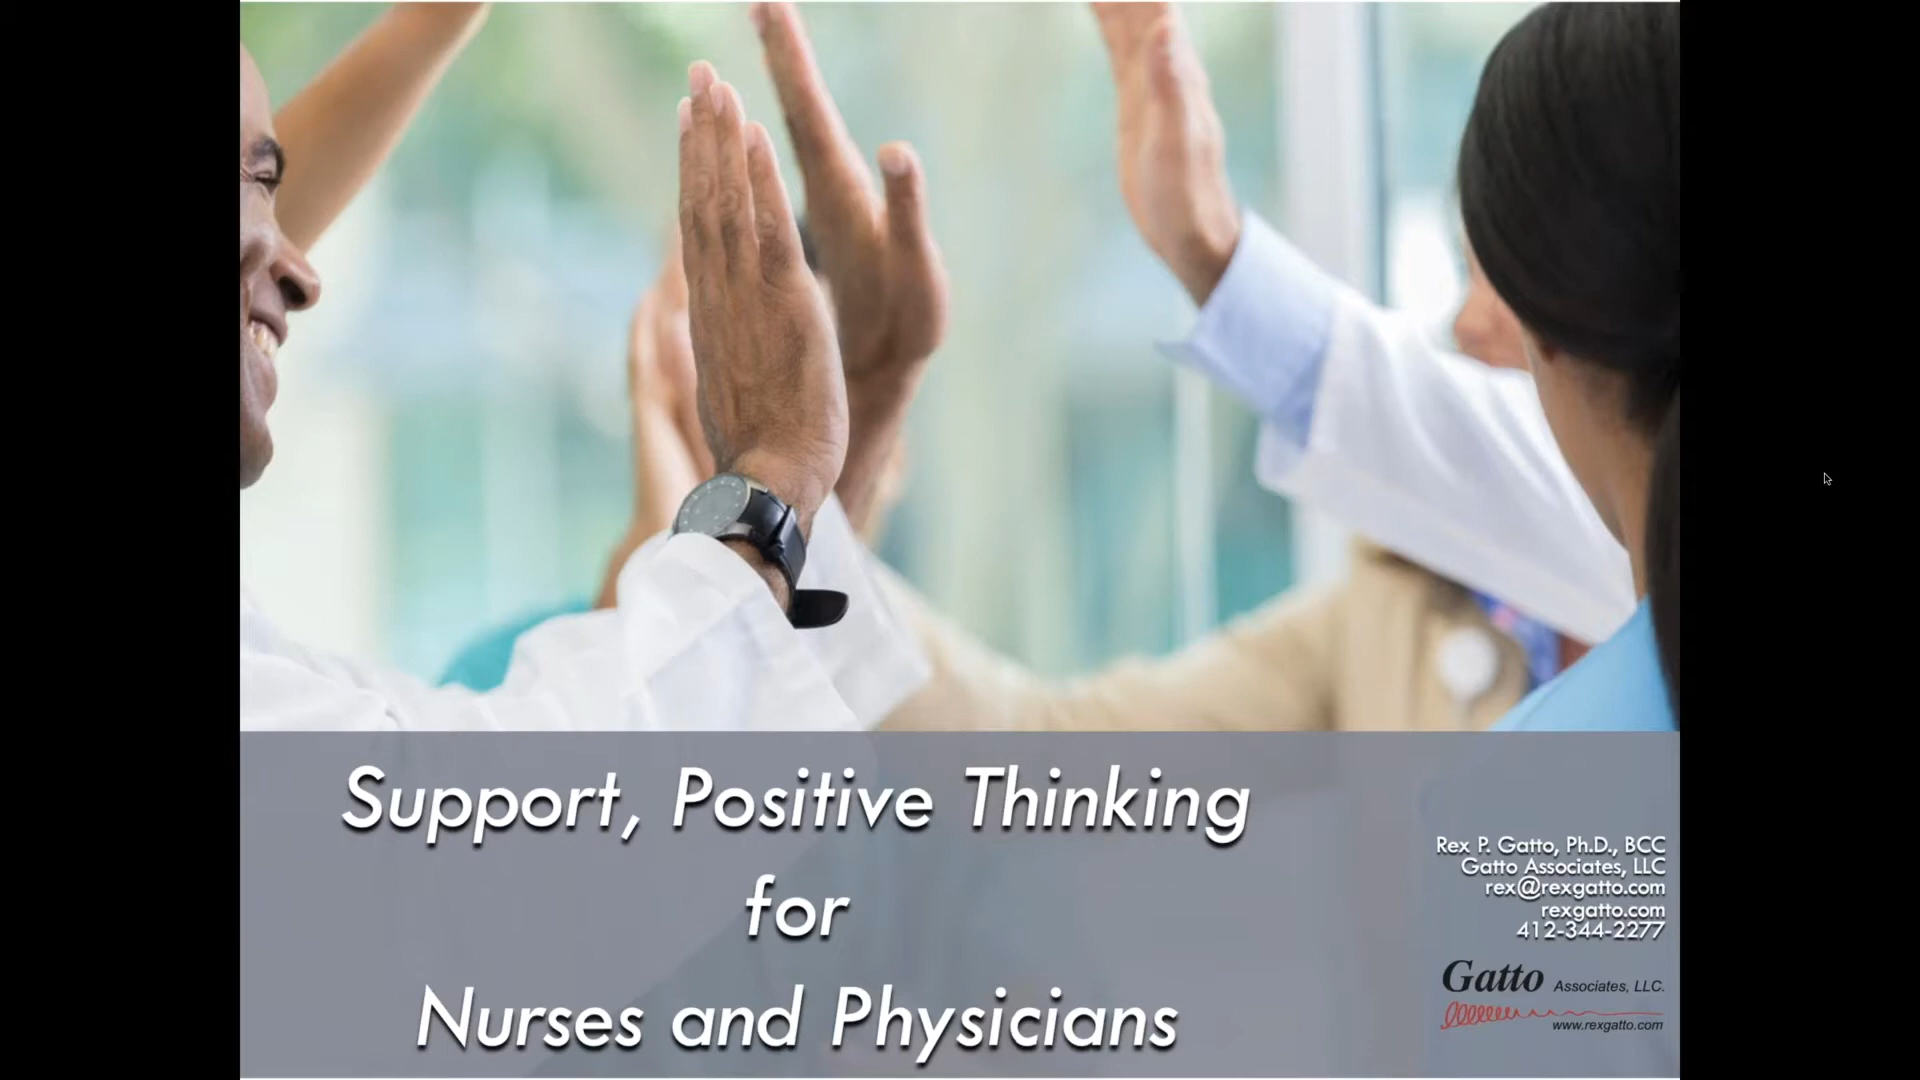 Support, Positive Thinking
for
Nurses and Physicians
Rex P. Gatto, Ph.D., BCC
Gatto Associates, LLC
rex@rexgatto.com
rexgatto.com
412-344-2277
Gatto Associates, LLC.
www.rexgatto.com